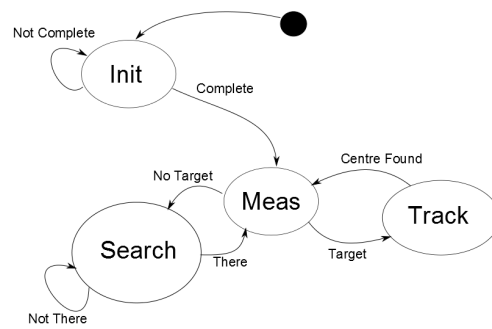 Not Complete
Init
Complete
Centre Found
No Target
Meas
Track
Search
There
Target
Not There